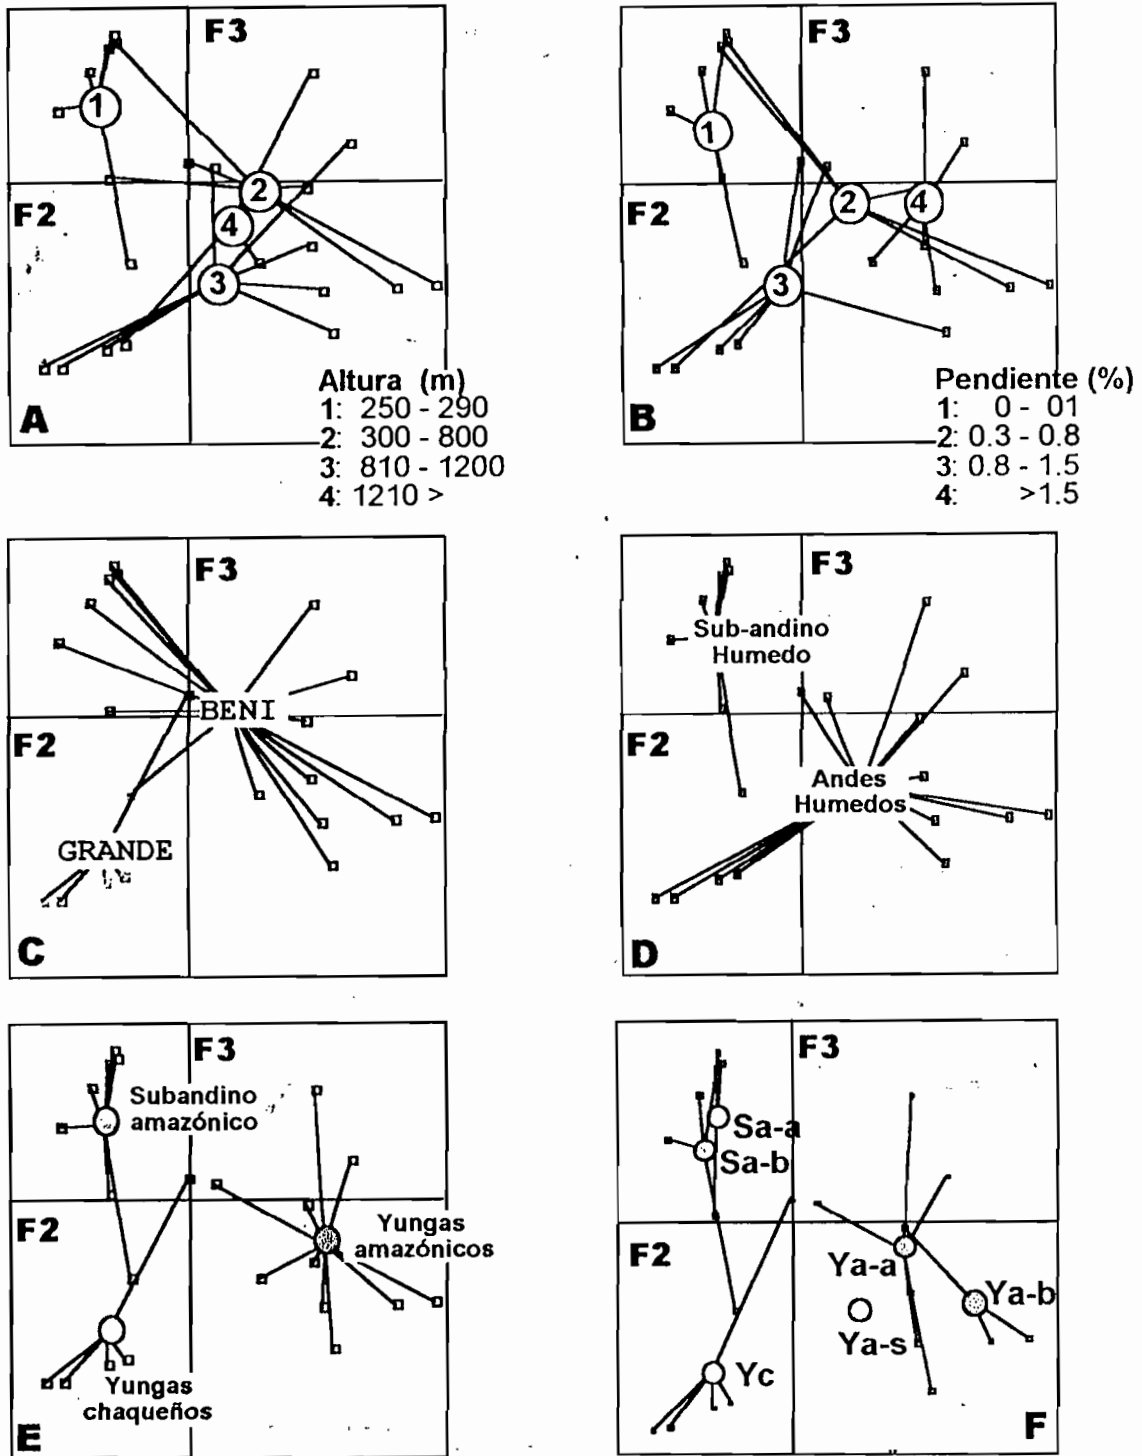 F3
F2
1
2
4
3
A
Altura (m)
1: 250 - 290
2: 300 - 800
3: 810 - 1200
4: 1210 >
F3
F2
1
2
4
3
B
Pendiente (%)
1: 0 - 01
2: 0.3 - 0.8
3: 0.8 - 1.5
4: >1.5
F3
BENI
F2
GRANDE
C
F3
Sub-andino
Humedo
F2
Andes
Humedos
D
F3
Subandino
amazónico
F2
Yungas
amazónicos
Yungas
chaqueños
E
F3
Sa-a
Sa-b
F2
Ya-a
Ya-b
Ya-s
Yc
F